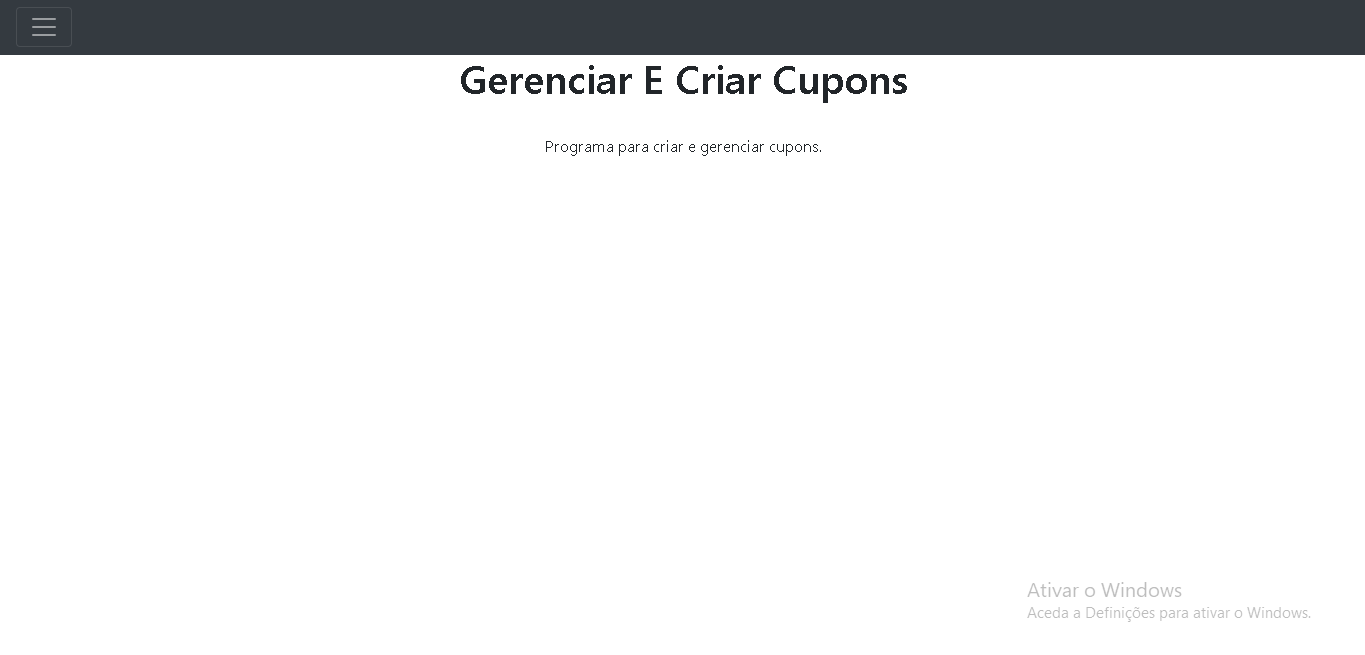 Gerenciar E Criar Cupons
Programa para criar e gerenciar cupons.
Ativar o Windows
Aceda a Definições para ativar o Windows.